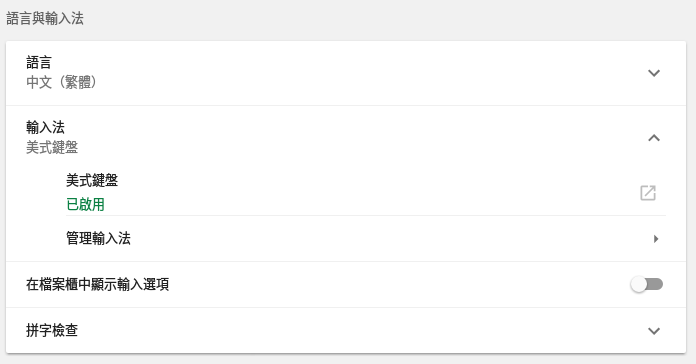 語言與輸入法
語言
中文（繁體）
輸入法
美式鍵盤
美式鍵盤
已啟用
管理輸入法
在檔案櫃中顯示輸入選項
拼字檢查